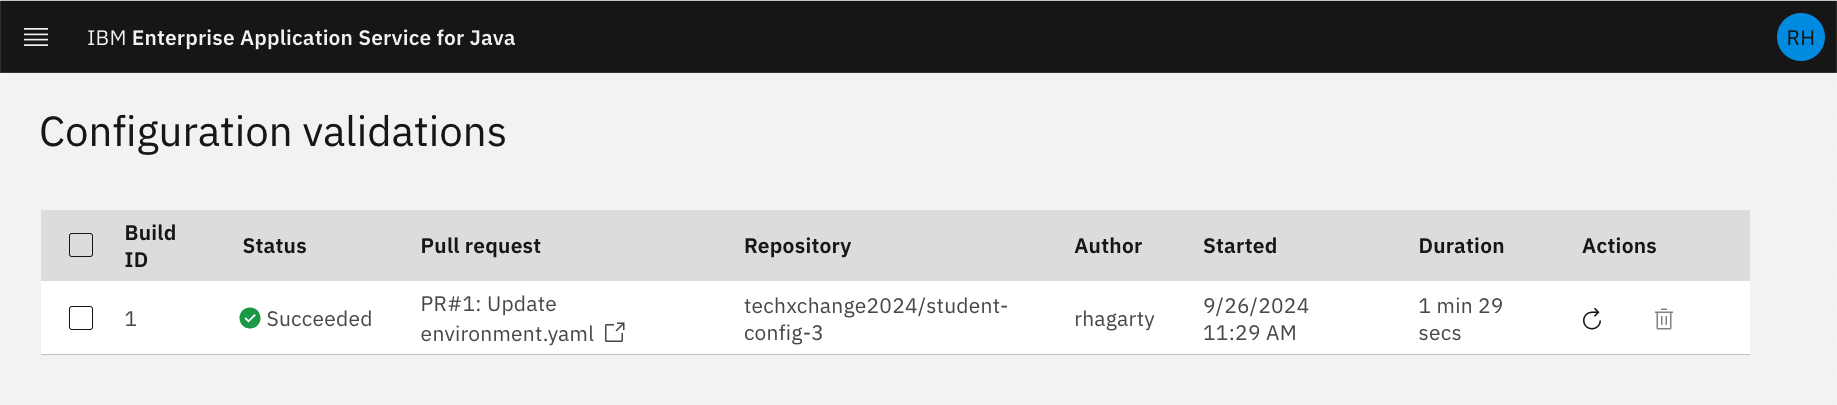 IBM Enterprise Application Service for Java
RH
Configuration validations
Build ID
Status
Pull request
Repository
Author
Started
Duration
Actions
1
Succeeded
PR#1: Update
environment.yaml
techxchange2024/student-
config-3
rhagarty
9/26/2024
11:29 AM
1 min 29
secs